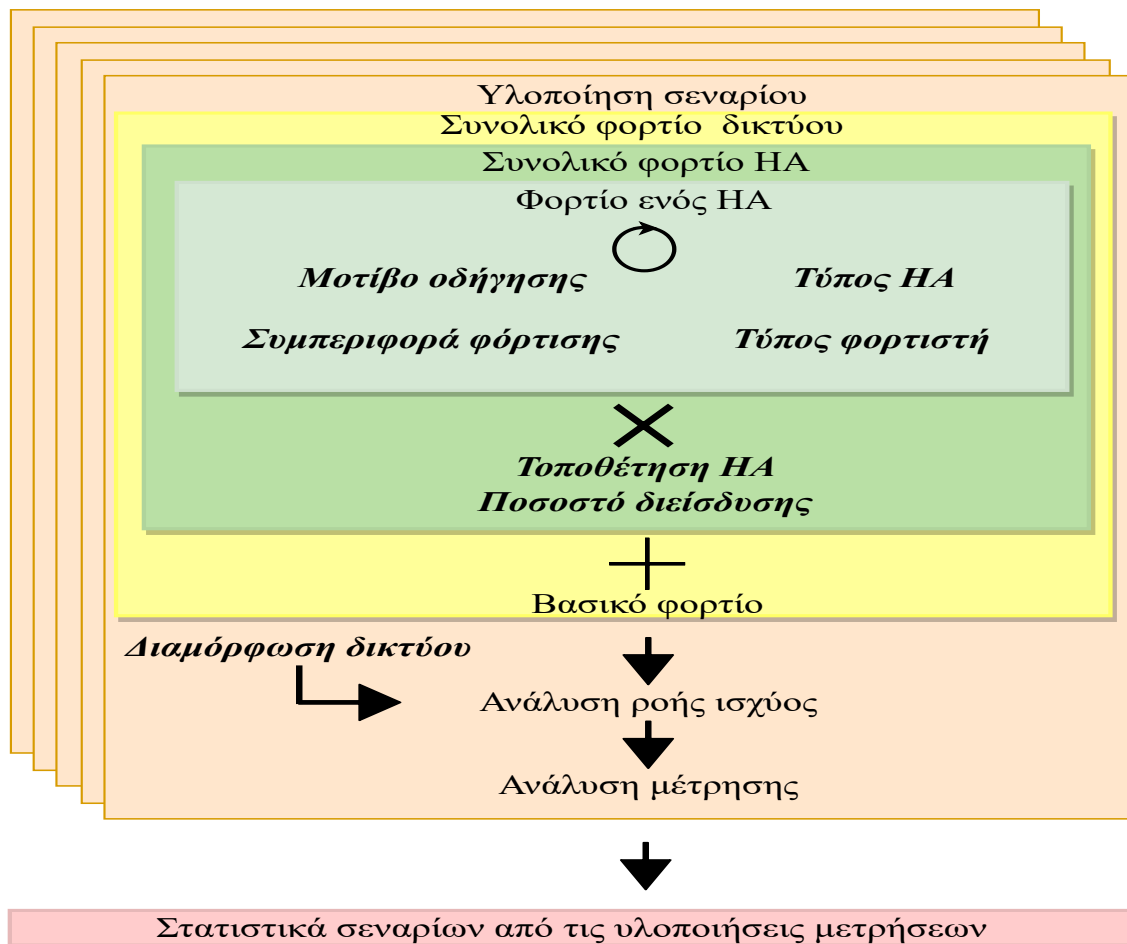 Υλοποίηση σεναρίου
Συνολικό φορτίο δικτύου
Συνολικό φορτίο ΗΑ
Φορτίο ενός ΗΑ
Μοτίβο οδήγησης
Τύπος ΗΑ
Συμπεριφορά φόρτισης
Τύπος φορτιστή
Τοποθέτηση ΗΑ
Ποσοστό διείσδυσης
Βασικό φορτίο
Διαμόρφωση δικτύου
Ανάλυση ροής ισχύος
Ανάλυση μέτρησης
Στατιστικά σεναρίων από τις υλοποιήσεις μετρήσεων